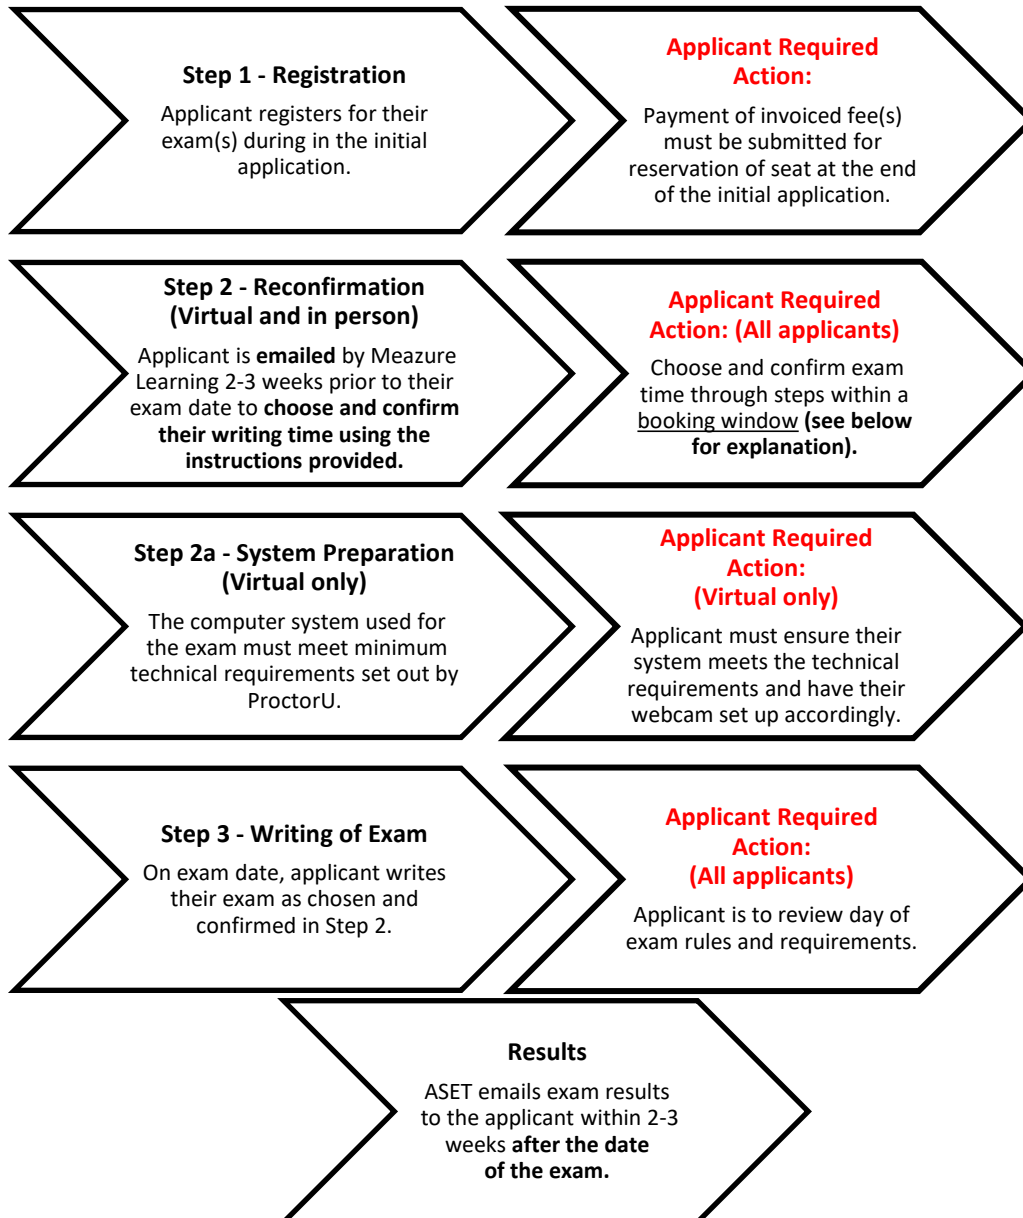 Step 1 - Registration
Applicant registers for their
exam(s) during in the initial
application.
Applicant Required
Action:
Payment of invoiced fee(s)
must be submitted for
reservation of seat at the end
of the initial application.
Step 2 - Reconfirmation
(Virtual and in person)
Applicant is emailed by Meazure
Learning 2-3 weeks prior to their
exam date to choose and confirm
their writing time using the
instructions provided.
Applicant Required
Action: (All applicants)
Choose and confirm exam
time through steps within a
booking window (see below
for explanation).
Step 2a - System Preparation
(Virtual only)
The computer system used for
the exam must meet minimum
technical requirements set out by
ProctorU.
Applicant Required
Action:
(Virtual only)
Applicant must ensure their
system meets the technical
requirements and have their
webcam set up accordingly.
Step 3 - Writing of Exam
On exam date, applicant writes
their exam as chosen and
confirmed in Step 2.
Applicant Required
Action:
(All applicants)
Applicant is to review day of
exam rules and requirements.
Results
ASET emails exam results
to the applicant within 2-3
weeks after the date
of the exam.